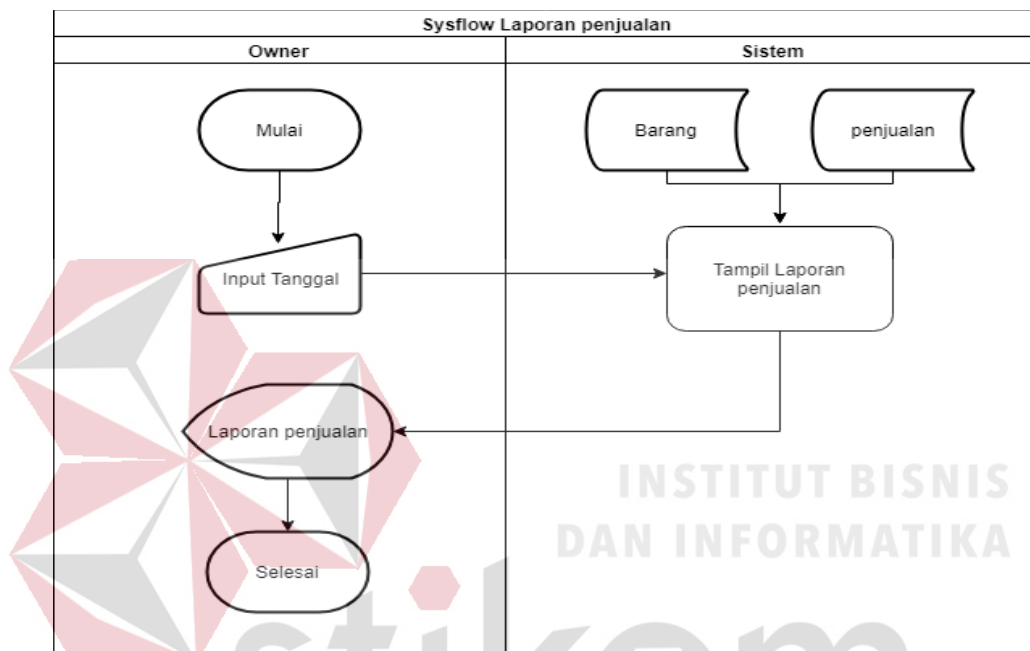 Sysflow Laporan penjualan
Owner
Sistem
Mulai
Barang
penjualan
Input Tanggal
Tampil Laporan
penjualan
Laporan penjualan
Selesai
INSTITUT BISNIS
DAN INFORMATIKA
stikom